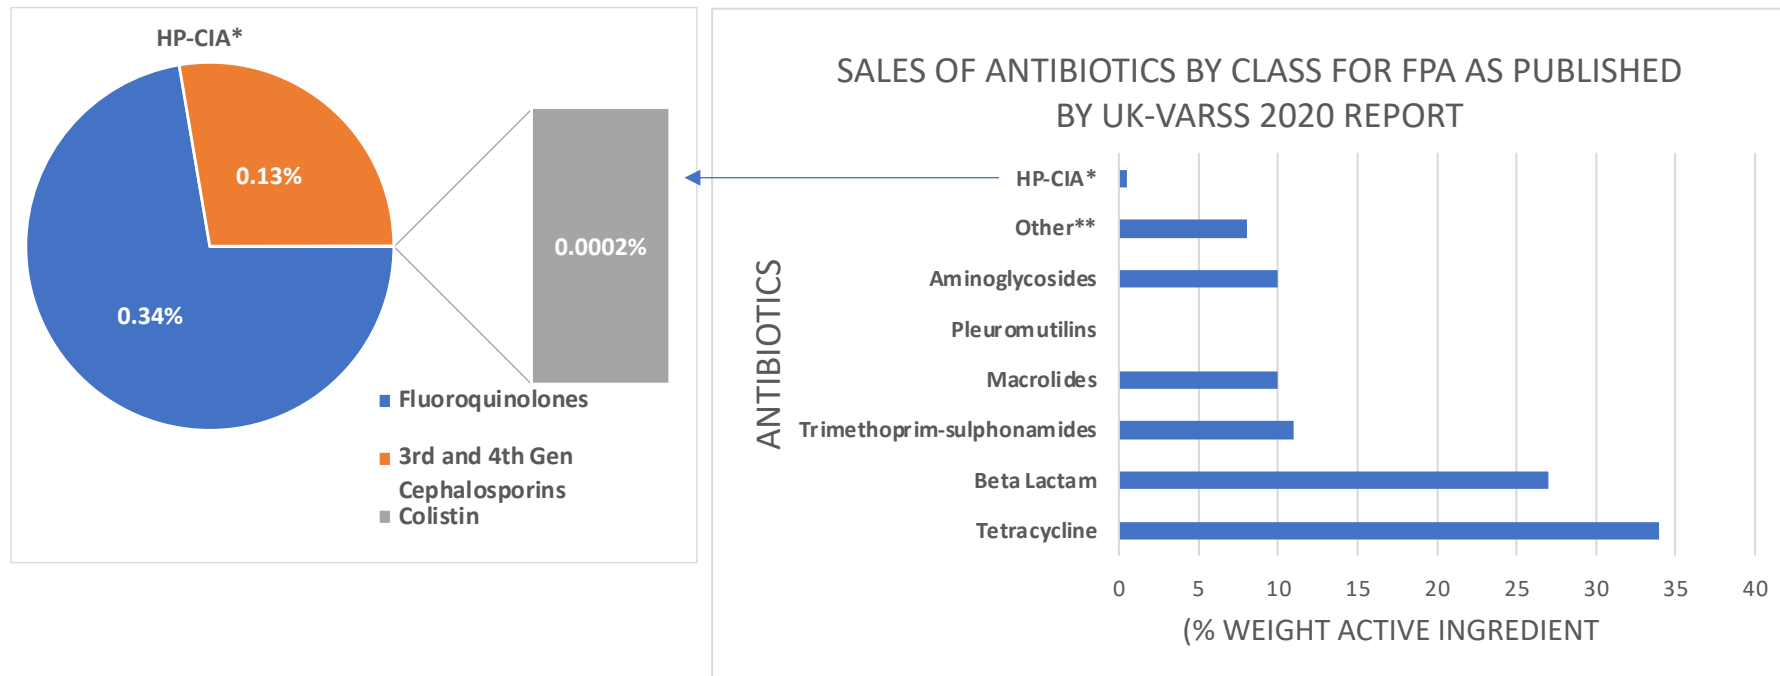 HP-CIA*
0.13%
0.34%
0.0002%
Fluoroquinolones
3rd and 4th Gen
Cephalosporins
Colistin
SALES OF ANTIBIOTICS BY CLASS FOR FPA AS PUBLISHED
BY UK-VARSS 2020 REPORT
ANTIBIOTICS
HP-CIA*
Other**
Aminoglycosides
Pleuromutilins
Macrolides
Trimethoprim-sulphonamides
Beta Lactam
Tetracycline
0 5 10 15 20 25 30 35 40
(% WEIGHT ACTIVE INGREDIENT